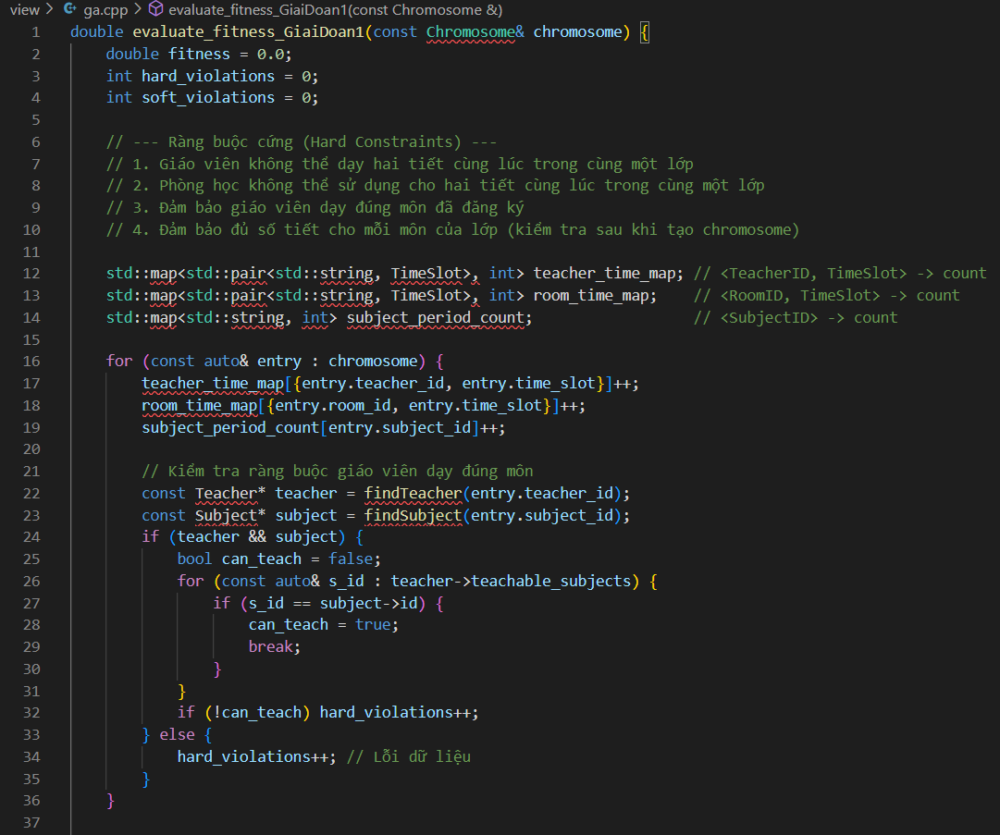 view > ga.cpp > evaluate_fitness_GiaiDoan1(const Chromosome &)
1 double evaluate_fitness_GiaiDoan1(const Chromosome& chromosome) {
2     double fitness = 0.0;
3     int hard_violations = 0;
4     int soft_violations = 0;
5
6     // --- Ràng buộc cứng (Hard Constraints) ---
7     // 1. Giáo viên không thể dạy hai tiết cùng lúc trong cùng một lớp
8     // 2. Phòng học không thể sử dụng cho hai tiết cùng lúc trong cùng một lớp
9     // 3. Đảm bảo giáo viên dạy đúng môn đã đăng ký
10     // 4. Đảm bảo đủ số tiết cho mỗi môn của lớp (kiểm tra sau khi tạo chromosome)
11
12     std::map<std::pair<std::string, TimeSlot>, int> teacher_time_map; // <TeacherID, TimeSlot> -> count
13     std::map<std::pair<std::string, TimeSlot>, int> room_time_map;    // <RoomID, TimeSlot> -> count
14     std::map<std::string, int> subject_period_count;                  // <SubjectID> -> count
15
16     for (const auto& entry : chromosome) {
17         teacher_time_map[{entry.teacher_id, entry.time_slot}]++;
18         room_time_map[{entry.room_id, entry.time_slot}]++;
19         subject_period_count[entry.subject_id]++;
20
21         // Kiểm tra ràng buộc giáo viên dạy đúng môn
22         const Teacher* teacher = findTeacher(entry.teacher_id);
23         const Subject* subject = findSubject(entry.subject_id);
24         if (teacher && subject) {
25             bool can_teach = false;
26             for (const auto& s_id : teacher->teachable_subjects) {
27                 if (s_id == subject->id) {
28                     can_teach = true;
29                     break;
30                 }
31             }
32             if (!can_teach) hard_violations++;
33         } else {
34             hard_violations++; // Lỗi dữ liệu
35         }
36     }
37